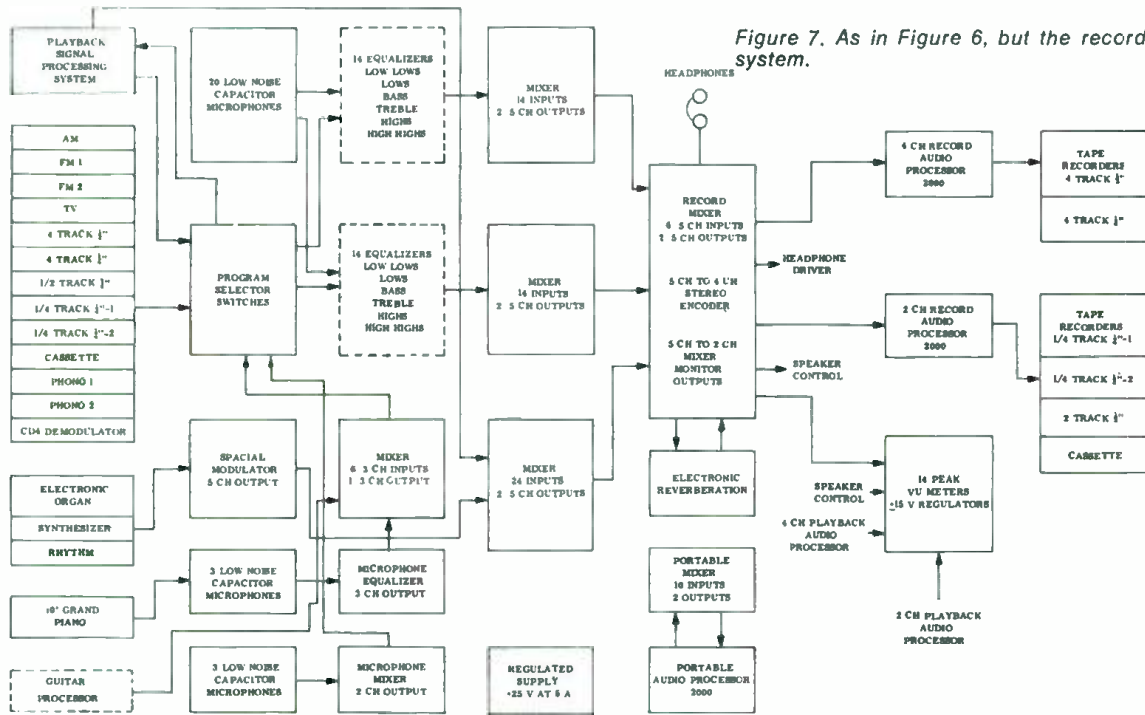 Figure 7. As in Figure 6, but the record
system.
PLAYBACK
SIGNAL
PROCESSING
SYSTEM
AM
FM 1
FM 2
TV
4 TRACK ½"
4 TRACK ¼"
1/2 TRACK ¼"
1/4 TRACK ¼"-1
1/4 TRACK ¼"-2
CASSETTE
PHONO 1
PHONO 2
CD4 DEMODULATOR
ELECTRONIC
ORGAN
SYNTHESIZER
RHYTHM
GRAND
PIANO
GUITAR
PROCESSOR
20 LOW NOISE
CAPACITOR
MICROPHONES
PROGRAM
SELECTOR
SWITCHES
SPACIAL
MODULATOR
5 CH OUTPUT
3 LOW NOISE
CAPACITOR
MICROPHONES
3 LOW NOISE
CAPACITOR
MICROPHONES
14 EQUALIZERS
LOW LOWS
LOWS
BASS
TREBLE
HIGHS
HIGH HIGHS
14 EQUALIZERS
LOW LOWS
LOWS
BASS
TREBLE
HIGHS
HIGH HIGHS
MIXER
6 3 CH INPUTS
1 3 CH OUTPUT
MICROPHONE
EQUALIZER
3 CH OUTPUT
MICROPHONE
MIXER
2 CH OUTPUT
MIXER
14 INPUTS
2 5 CH OUTPUTS
MIXER
14 INPUTS
2 5 CH OUTPUTS
MIXER
24 INPUTS
2 5 CH OUTPUTS
REGULATED
SUPPLY
25 V AT 5 A
HEADPHONES
RECORD
MIXER
6 5 CH INPUTS
2 5 CH OUTPUTS
5 CH TO 4 CH
STEREO
ENCODER
5 CH TO 2 CH
MIXER
MONITOR
OUTPUTS
ELECTRONIC
REVERBERATION
PORTABLE
MIXER
10 INPUTS
2 OUTPUTS
PORTABLE
AUDIO PROCESSOR
2000
4 CH RECORD
AUDIO
PROCESSOR
2000
HEADPHONE
DRIVER
2 CH RECORD
AUDIO
PROCESSOR
2000
SPEAKER
CONTROL
SPEAKER
CONTROL
4 CH PLAYBACK
AUDIO
PROCESSOR
14 PEAK
VU METERS
±15 V REGULATORS
2 CH PLAYBACK
AUDIO
PROCESSOR
TAPE
RECORDERS
4 TRACK ½"
4 TRACK ¼"
TAPE
RECORDERS
1/4 TRACK ¼"-1
1/4 TRACK ¼"-2
2 TRACK ¼"
CASSETTE